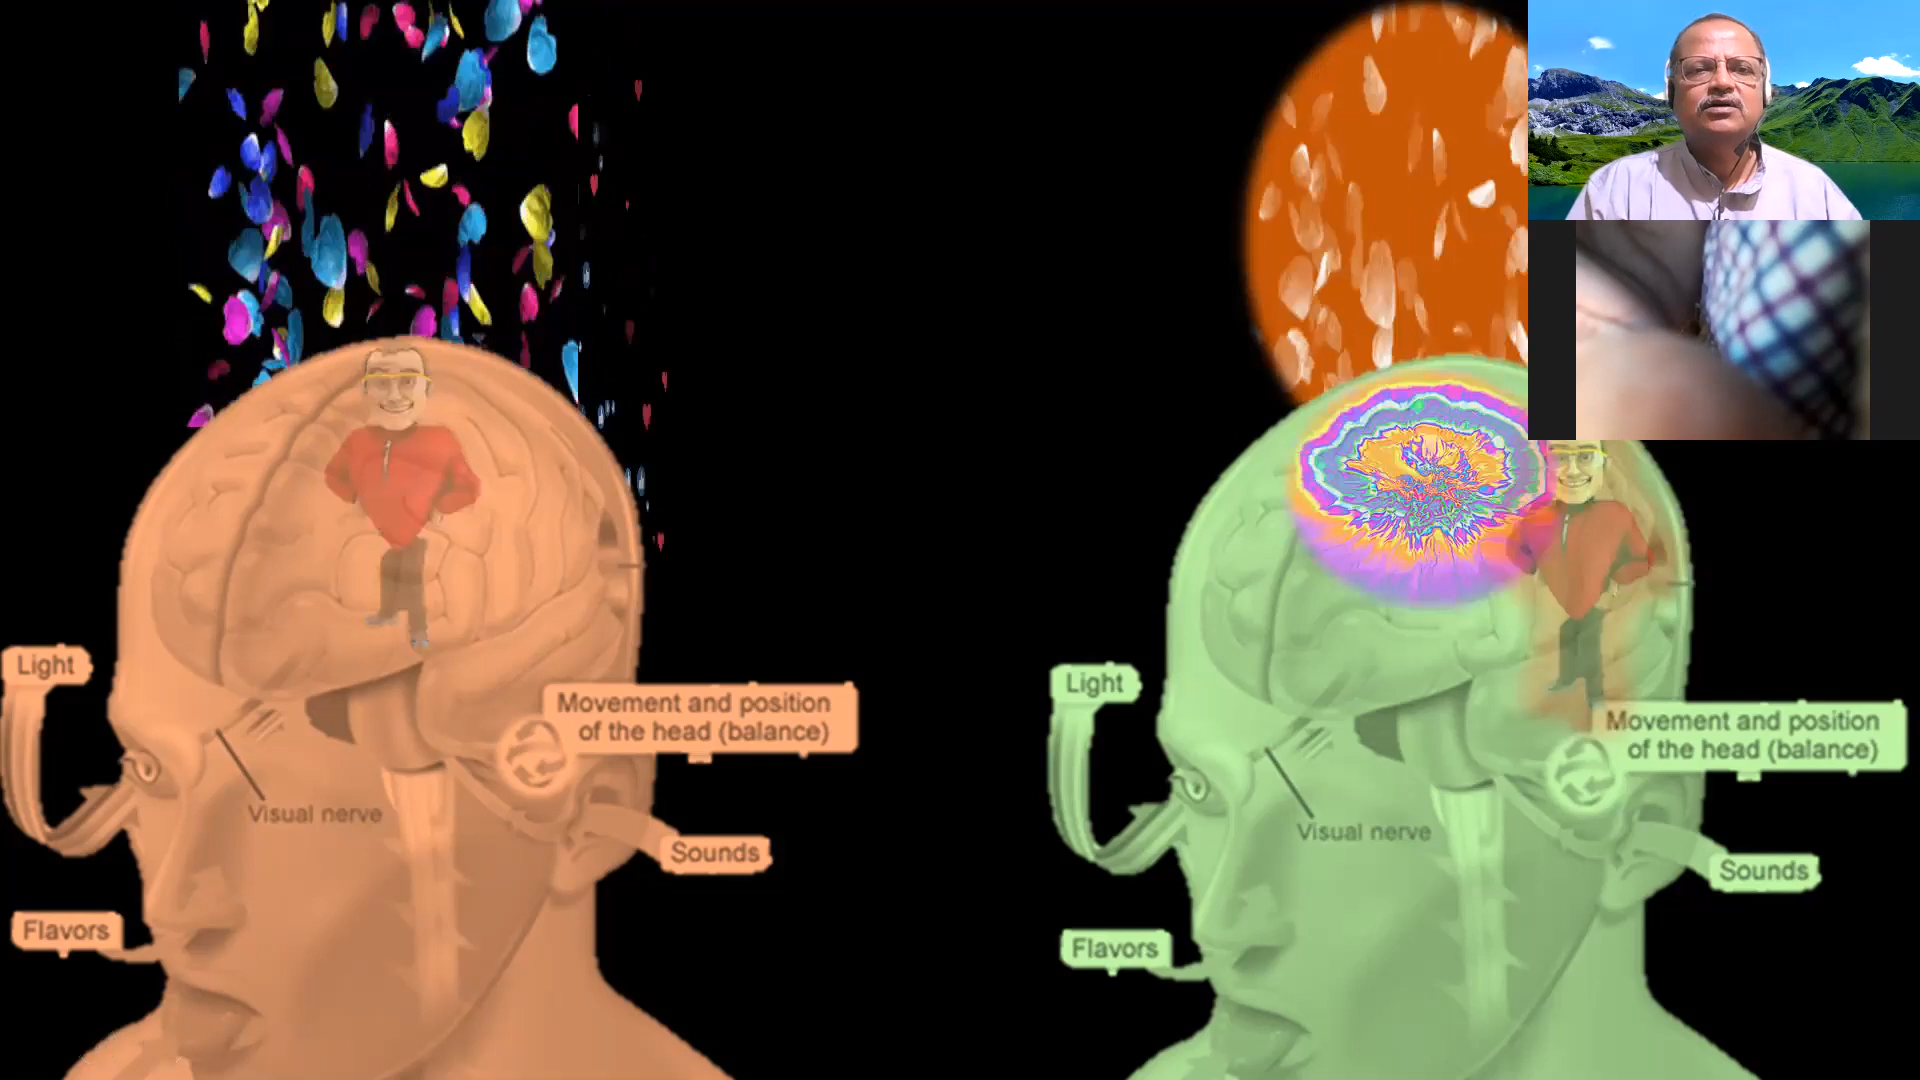 Light
Movement and position
of the head (balance)
Visual nerve
Sounds
Flavors
Light
Movement and position
of the head (balance)
Visual nerve
Sounds
Flavors